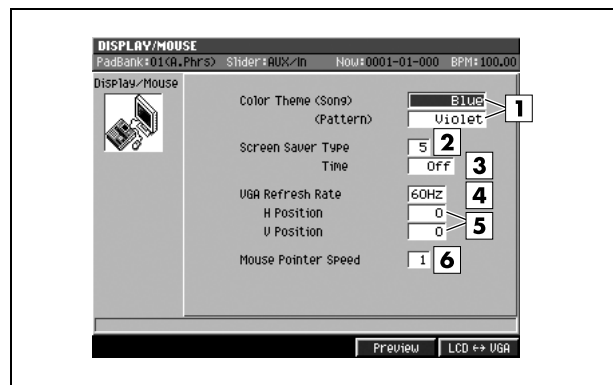 DISPLAY/MOUSE
PadBank:01(A.Phrs) Slider:AUX/In Now:0001-01-000 BPM:100.00
Display/Mouse
Color Theme (Song) Blue
(Pattern) Violet 1
Screen Saver Type 5 2
Time Off 3
VGA Refresh Rate 60Hz 4
H Position 0
V Position 0 5
Mouse Pointer Speed 1 6
Preview LCD ↔ VGA